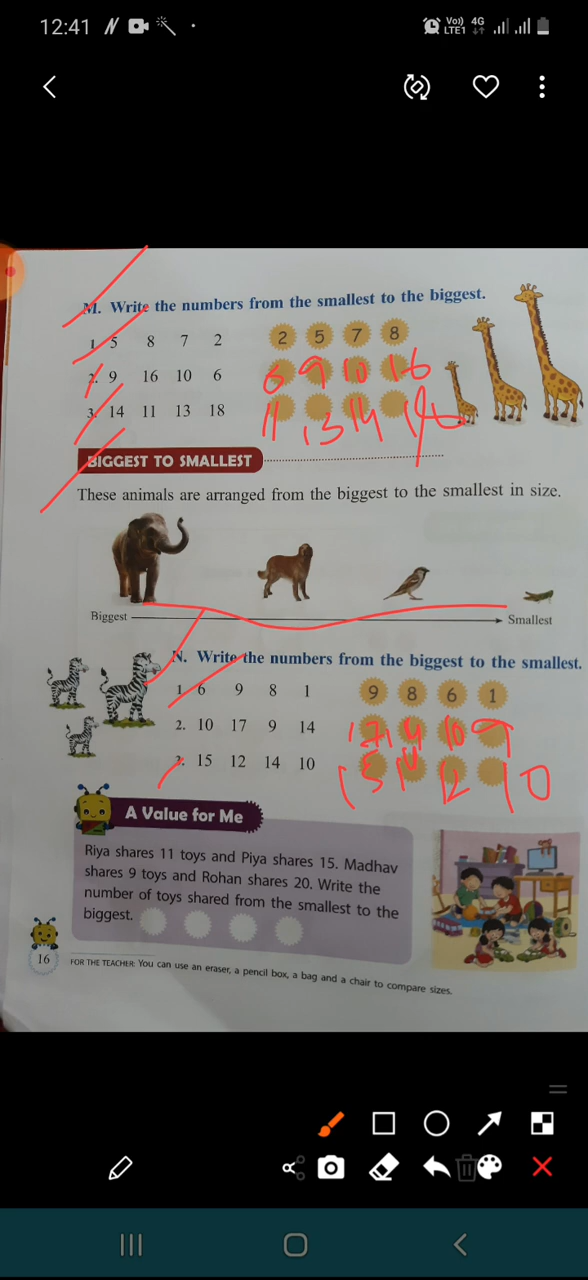 12:41
Vo)) 4G
LTE1
M. Write the numbers from the smallest to the biggest.
1. 5 8 7 2 2 5 7 8
2. 9 16 10 6 6 9 10 16
3. 14 11 13 18 11 13 14 18
BIGGEST TO SMALLEST
These animals are arranged from the biggest to the smallest in size.
Biggest Smallest
N. Write the numbers from the biggest to the smallest.
1. 6 9 8 1 9 8 6 1
2. 10 17 9 14 17 14 10 9
3. 15 12 14 10 15 14 12 10
A Value for Me
Riya shares 11 toys and Piya shares 15. Madhav
shares 9 toys and Rohan shares 20. Write the
number of toys shared from the smallest to the
biggest.
16 FOR THE TEACHER: You can use an eraser, a pencil box, a bag and a chair to compare sizes.